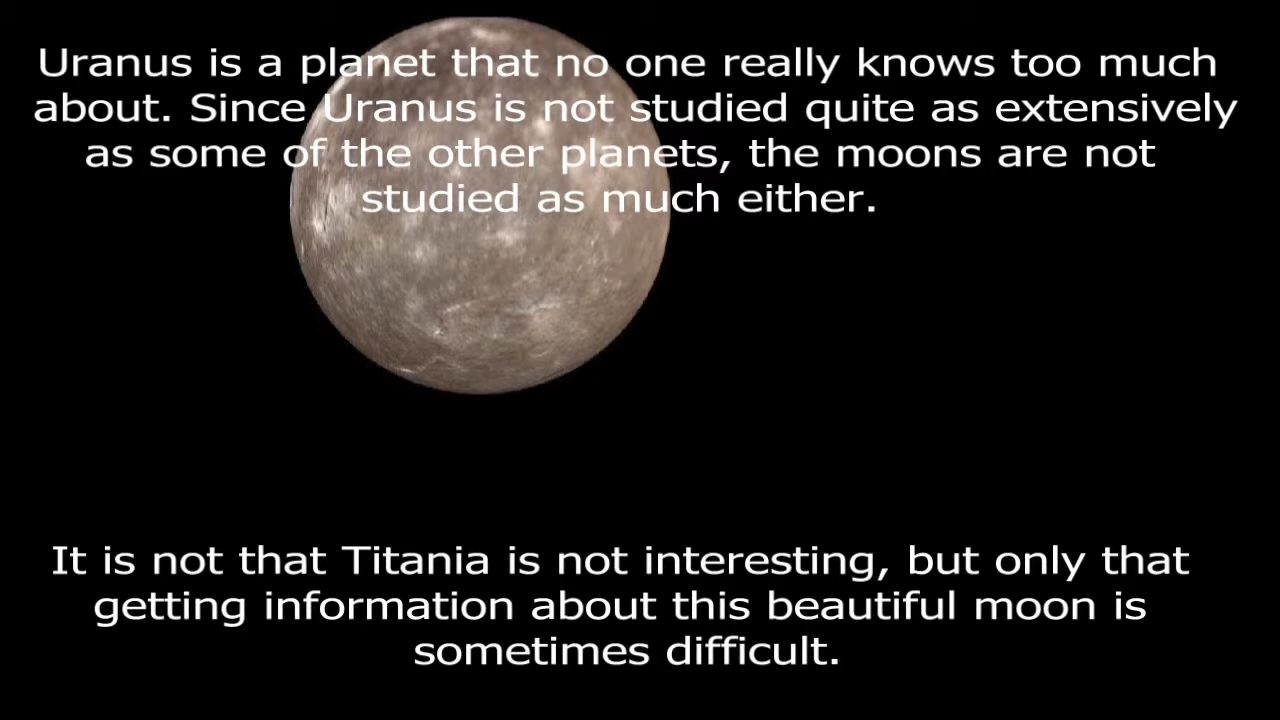 Uranus is a planet that no one really knows too much
about. Since Uranus is not studied quite as extensively
as some of the other planets, the moons are not
studied as much either.
It is not that Titania is not interesting, but only that
getting information about this beautiful moon is
sometimes difficult.